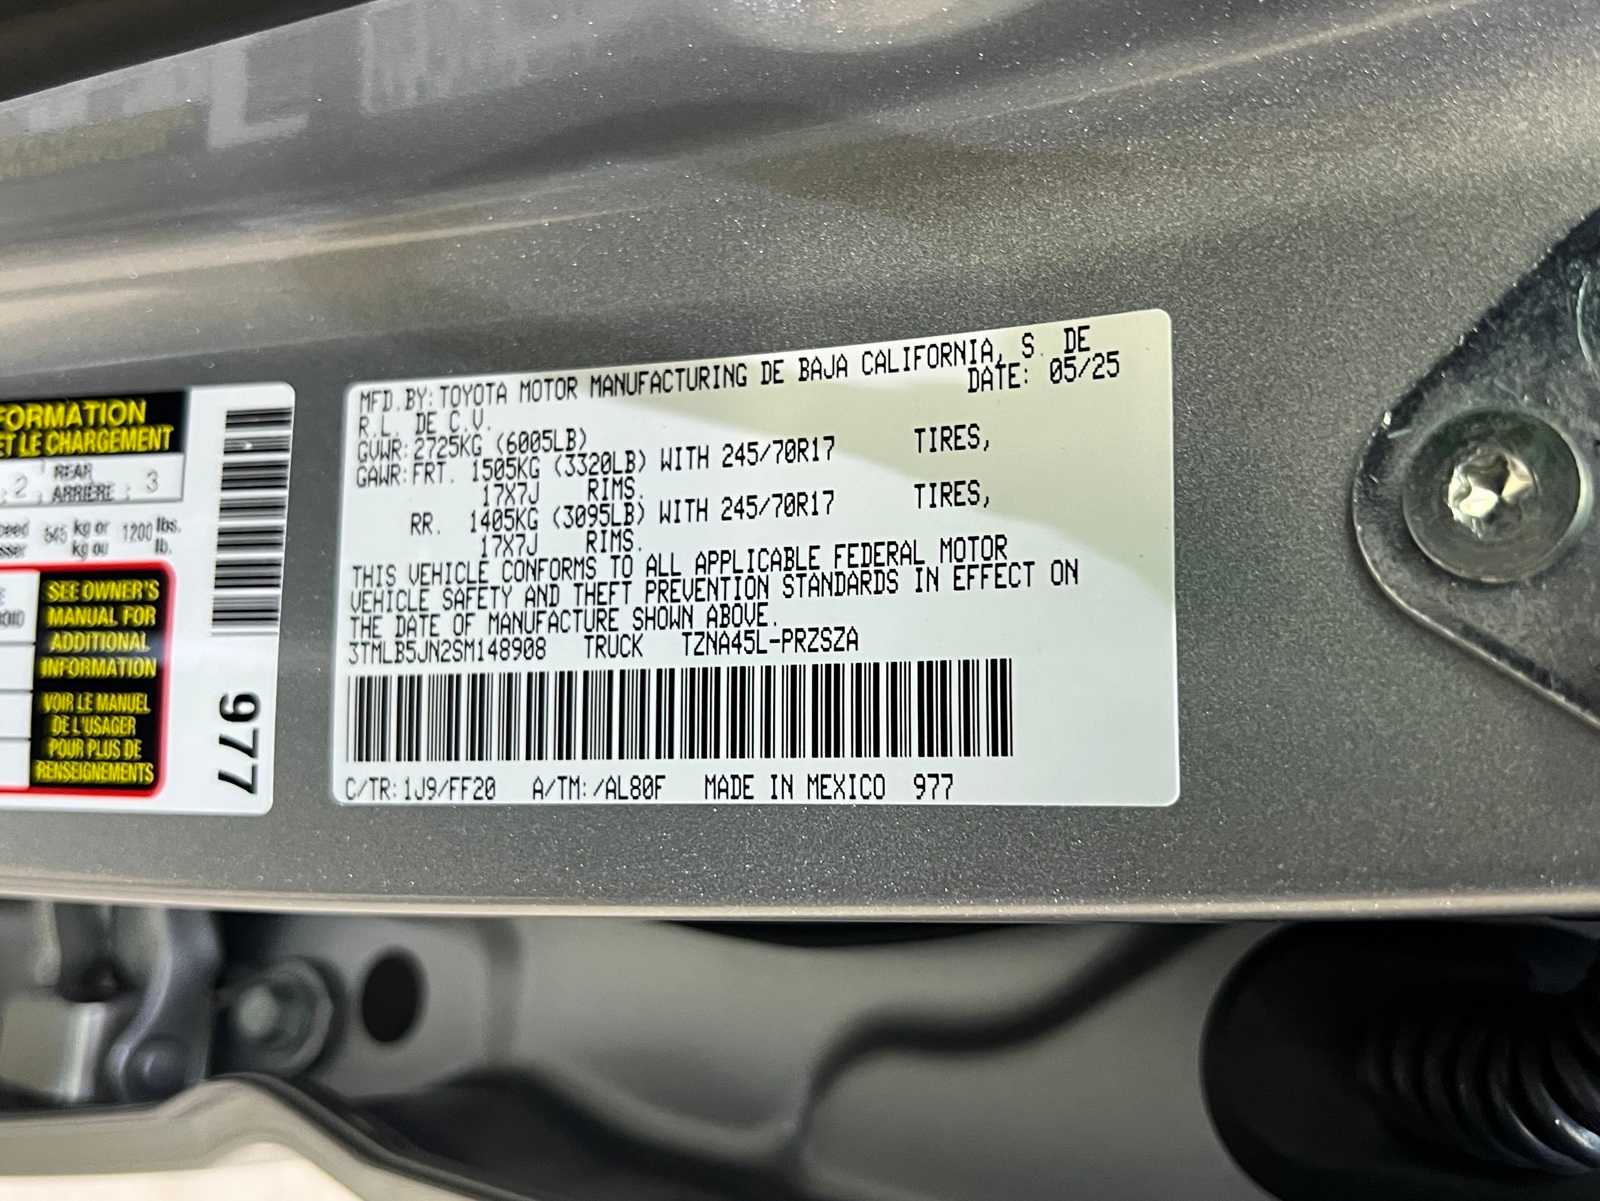 FORMATION
ET LE CHARGEMENT
2 REAR ARRIÈRE : 3
545 kg or 1200 lbs.
kg ou lb.
SEE OWNER'S
MANUAL FOR
ADDITIONAL
INFORMATION
VOIR LE MANUEL
DE L'USAGER
POUR PLUS DE
RENSEIGNEMENTS
977
MFD.BY:TOYOTA MOTOR MANUFACTURING DE BAJA CALIFORNIA, S. DE
R.L. DE C.V. DATE: 05/25
GVWR:2725KG (6005LB)
GAWR:FRT. 1505KG (3320LB) WITH 245/70R17 TIRES,
17X7J RIMS.
RR. 1405KG (3095LB) WITH 245/70R17 TIRES,
17X7J RIMS.
THIS VEHICLE CONFORMS TO ALL APPLICABLE FEDERAL MOTOR
VEHICLE SAFETY AND THEFT PREVENTION STANDARDS IN EFFECT ON
THE DATE OF MANUFACTURE SHOWN ABOVE.
3TMLB5JN2SM148908 TRUCK TZNA45L-PRZSZA
C/TR:1J9/FF20 A/TM:/AL80F MADE IN MEXICO 977